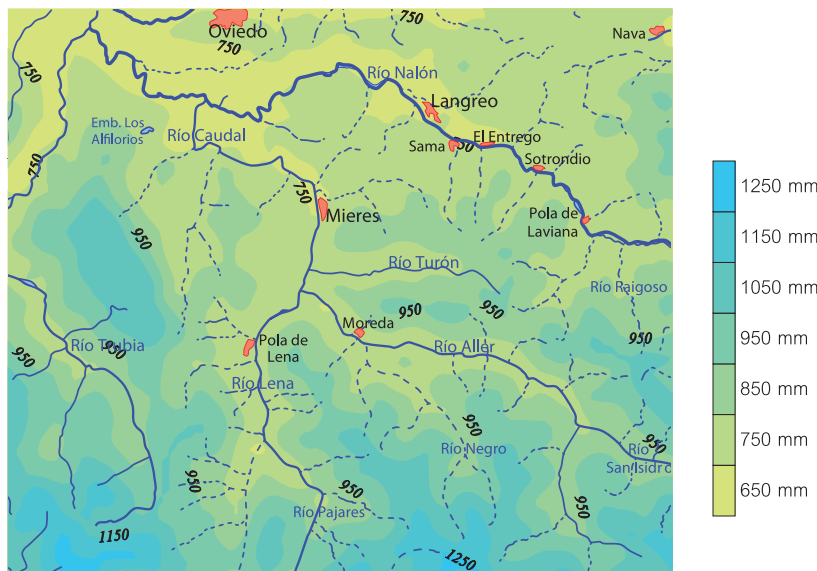 750
Oviedo
750
Nava
750
Río Nalón
Langreo
Emb. Los
Alfilorios
Río Caudal
El Entrego
Sama
Sotrondio
750
750
Mieres
Pola de
Laviana
950
Río Turón
Río Raigoso
950
950
Moreda
950
Río Aller
Pola de
Lena
950
950
Río Lena
950
Río Negro
950
Río
San Isidro
950
950
950
Río Pajares
1150
1250
1250 mm
1150 mm
1050 mm
950 mm
850 mm
750 mm
650 mm